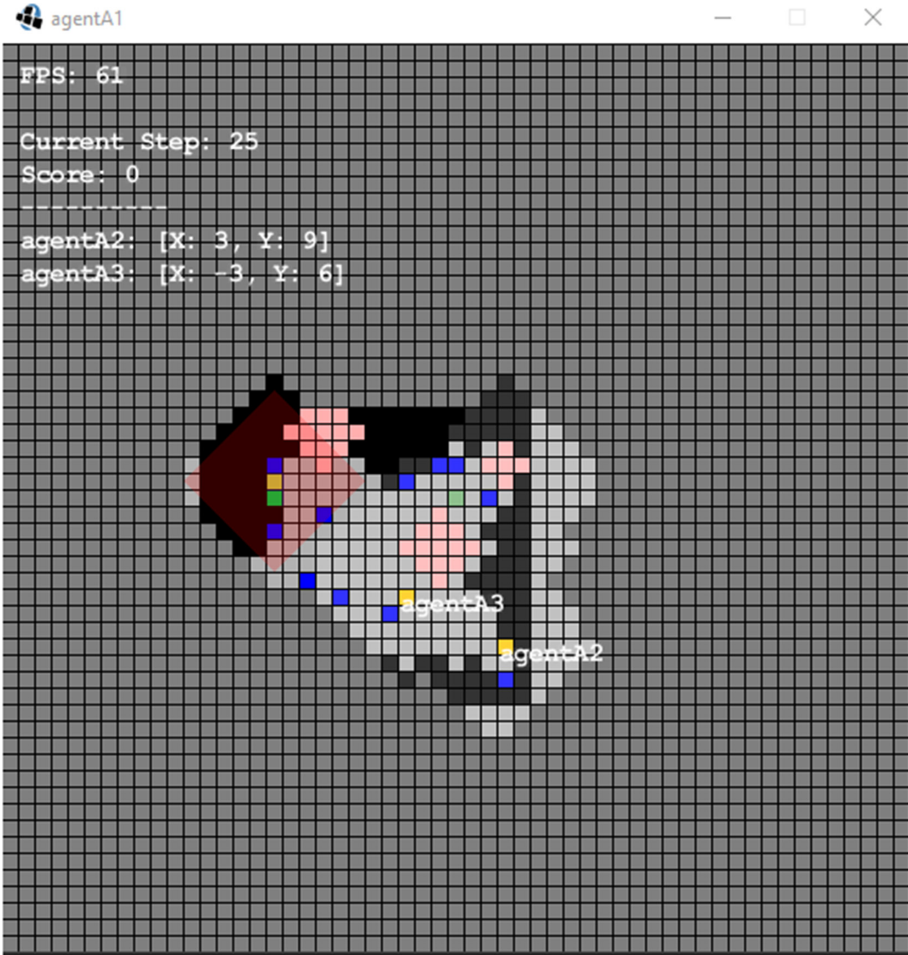 agentA1
FPS: 61
Current Step: 25
Score: 0
----------
agentA2: [X: 3, Y: 9]
agentA3: [X: -3, Y: 6]
agentA3
agentA2